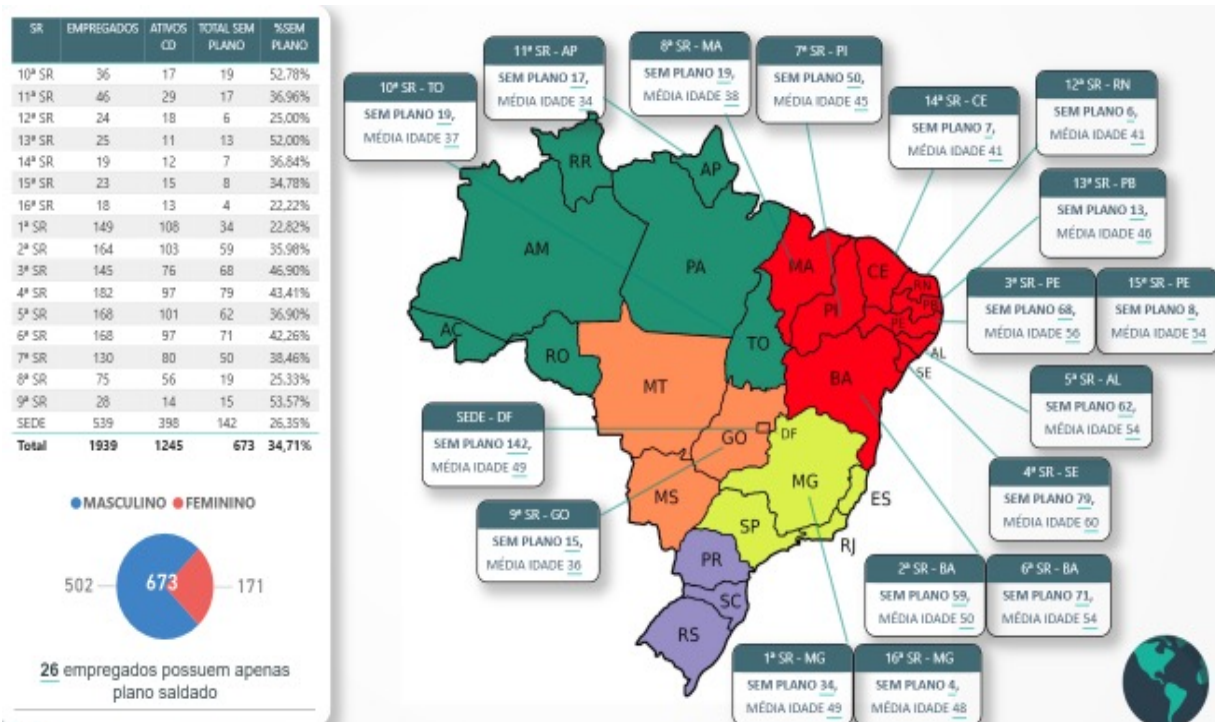 SR EMPREGADOS ATIVOS CD TOTAL SEM PLANO %SEM PLANO
10ª SR 36 17 19 52,78%
11ª SR 46 29 17 36,96%
12ª SR 24 18 6 25,00%
13ª SR 25 11 13 52,00%
14ª SR 19 12 7 36,84%
15ª SR 23 15 8 34,78%
16ª SR 18 13 4 22,22%
1ª SR 149 108 34 22,82%
2ª SR 164 103 59 35,98%
3ª SR 145 76 68 46,90%
4ª SR 182 97 79 43,41%
5ª SR 168 101 62 36,90%
6ª SR 168 97 71 42,26%
7ª SR 130 80 50 38,46%
8ª SR 75 56 19 25,33%
9ª SR 28 14 15 53,57%
SEDE 539 398 142 26,35%
Total 1939 1245 673 34,71%
MASCULINO FEMININO
502 673 171
26 empregados possuem apenas
plano saldado
10ª SR - TO
SEM PLANO 19,
MÉDIA IDADE 37
11ª SR - AP
SEM PLANO 17,
MÉDIA IDADE 34
8ª SR - MA
SEM PLANO 19,
MÉDIA IDADE 38
7ª SR - PI
SEM PLANO 50,
MÉDIA IDADE 45
14ª SR - CE
SEM PLANO 7,
MÉDIA IDADE 41
12ª SR - RN
SEM PLANO 6,
MÉDIA IDADE 41
13ª SR - PB
SEM PLANO 13,
MÉDIA IDADE 46
3ª SR - PE
SEM PLANO 68,
MÉDIA IDADE 56
15ª SR - PE
SEM PLANO 8,
MÉDIA IDADE 54
5ª SR - AL
SEM PLANO 62,
MÉDIA IDADE 54
4ª SR - SE
SEM PLANO 79,
MÉDIA IDADE 60
2ª SR - BA
SEM PLANO 59,
MÉDIA IDADE 50
6ª SR - BA
SEM PLANO 71,
MÉDIA IDADE 54
1ª SR - MG
SEM PLANO 34,
MÉDIA IDADE 49
16ª SR - MG
SEM PLANO 4,
MÉDIA IDADE 48
SEDE - DF
SEM PLANO 142,
MÉDIA IDADE 49
9ª SR - GO
SEM PLANO 15,
MÉDIA IDADE 36
RR
AP
AM
PA
MA
CE
RN
PB
PI
PE
AC
RO
TO
AL
SE
BA
MT
GO
DF
MG
ES
MS
SP
RJ
PR
SC
RS